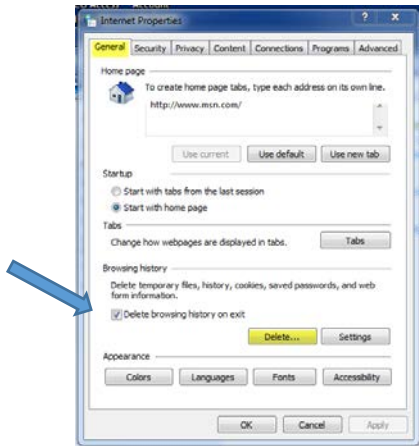 Internet Properties
General Security Privacy Content Connections Programs Advanced
Home page
To create home page tabs, type each address on its own line.
http://www.msn.com/
Use current Use default Use new tab
Startup
Start with tabs from the last session
Start with home page
Tabs
Change how webpages are displayed in tabs. Tabs
Browsing history
Delete temporary files, history, cookies, saved passwords, and web
form information.
Delete browsing history on exit
Delete... Settings
Appearance
Colors Languages Fonts Accessibility
OK Cancel Apply